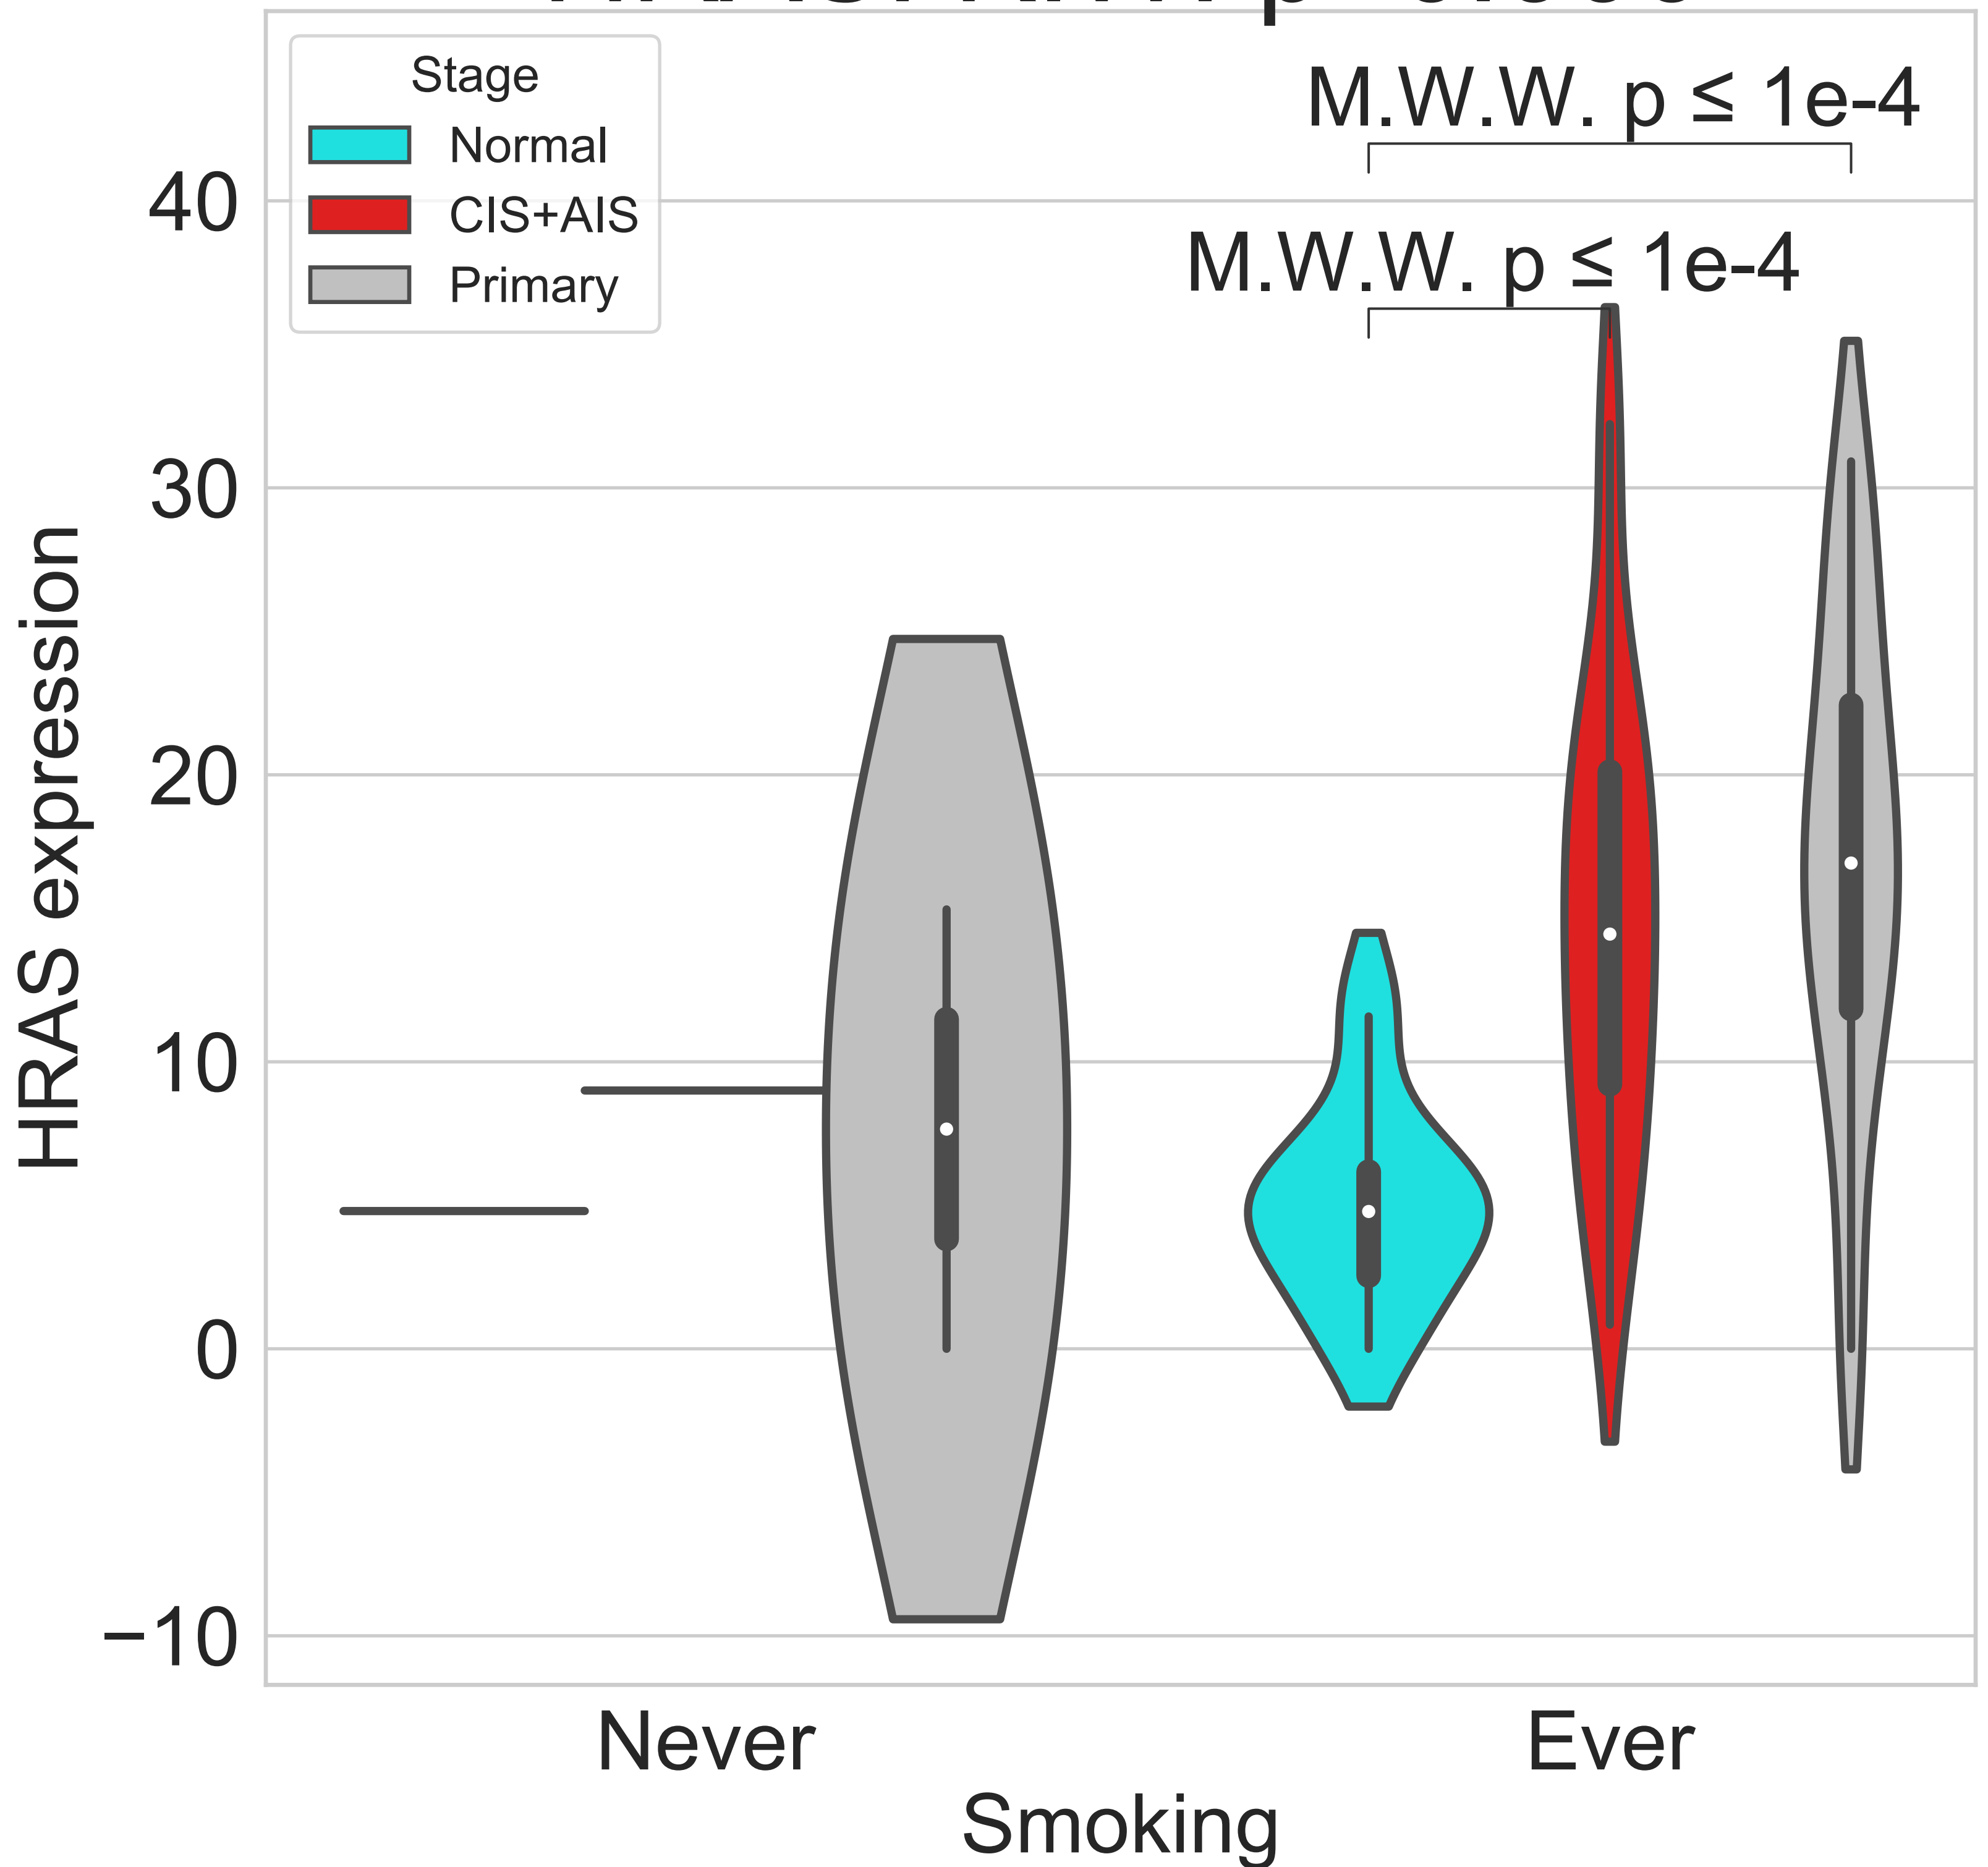 M.W.W. p ≤ 1e-4
M.W.W. p ≤ 1e-4
Stage
Normal
CIS+AIS
Primary
HRAS expression
40
30
20
10
0
−10
Never
Ever
Smoking